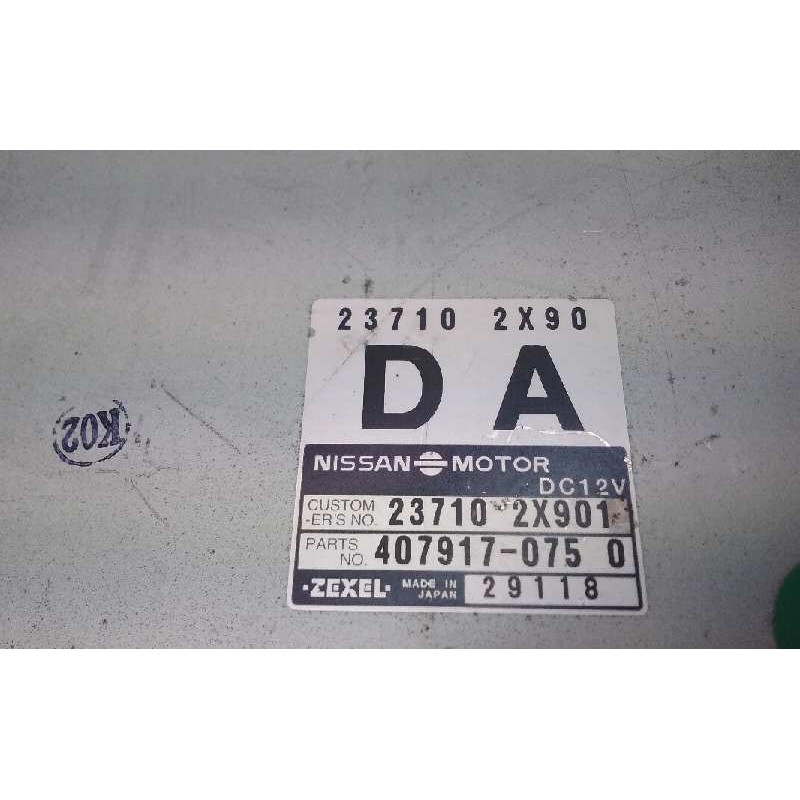 23710 2X90
D A
NISSAN MOTOR
DC12V
CUSTOM
-ER'S NO. 23710 2X901
PARTS
NO. 407917-075 0
·ZEXEL· MADE IN
JAPAN 29118
K02